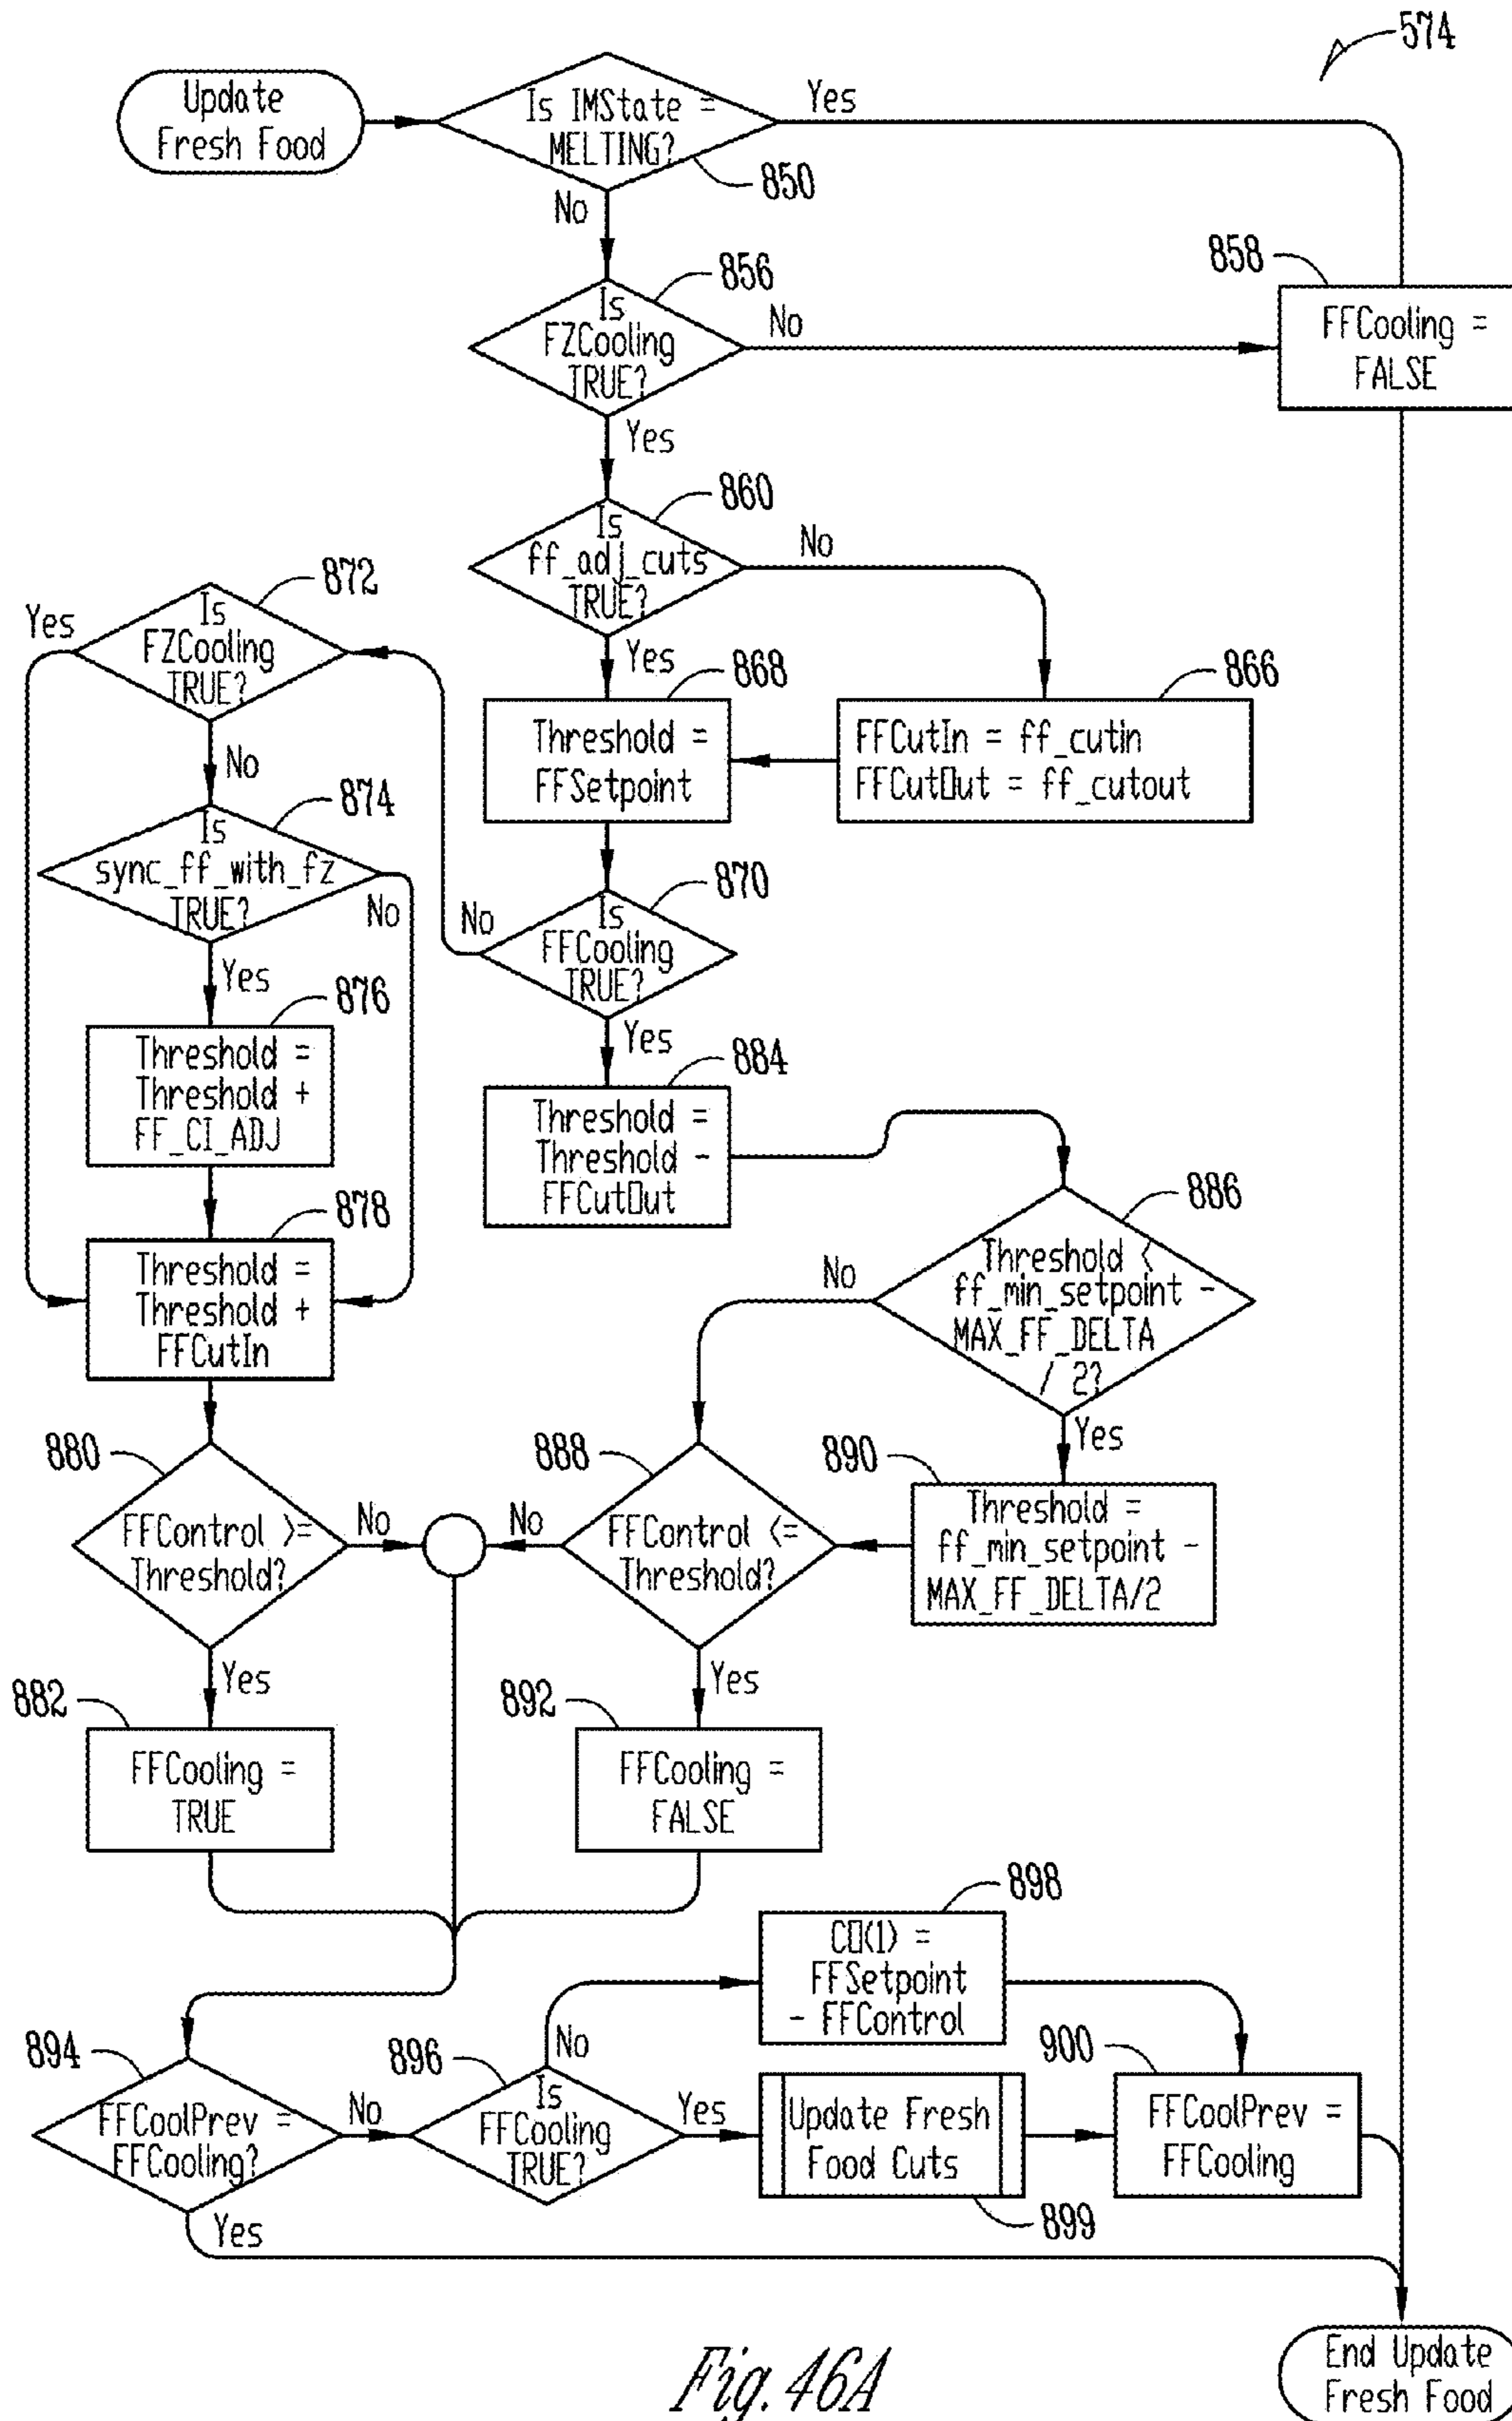 574
Update
Fresh Food
Is IMState =
MELTING?
Yes
850
No
856
Is
FZCooling
TRUE?
No
858
FFCooling =
FALSE
Yes
860
Is
ff_adj_cuts
TRUE?
No
872
Is
FZCooling
TRUE?
Yes
Yes
868
Threshold =
FFSetpoint
866
FFCutIn = ff_cutin
FFCutOut = ff_cutout
No
874
Is
sync_ff_with_fz
TRUE?
No
No
870
Is
FFCooling
TRUE?
Yes
876
Threshold =
Threshold +
FF_CI_ADJ
Yes
884
Threshold =
Threshold -
FFCutOut
878
Threshold =
Threshold +
FFCutIn
886
Threshold <
ff_min_setpoint -
MAX_FF_DELTA
/ 2?
No
Yes
880
FFControl >=
Threshold?
No
888
FFControl <=
Threshold?
No
890
Threshold =
ff_min_setpoint -
MAX_FF_DELTA/2
Yes
882
FFCooling =
TRUE
Yes
892
FFCooling =
FALSE
898
CO(1) =
FFSetpoint
- FFControl
894
FFCoolPrev =
FFCooling?
No
896
Is
FFCooling
TRUE?
No
Yes
Update Fresh
Food Cuts
899
900
FFCoolPrev =
FFCooling
Yes
End Update
Fresh Food
Fig. 46A